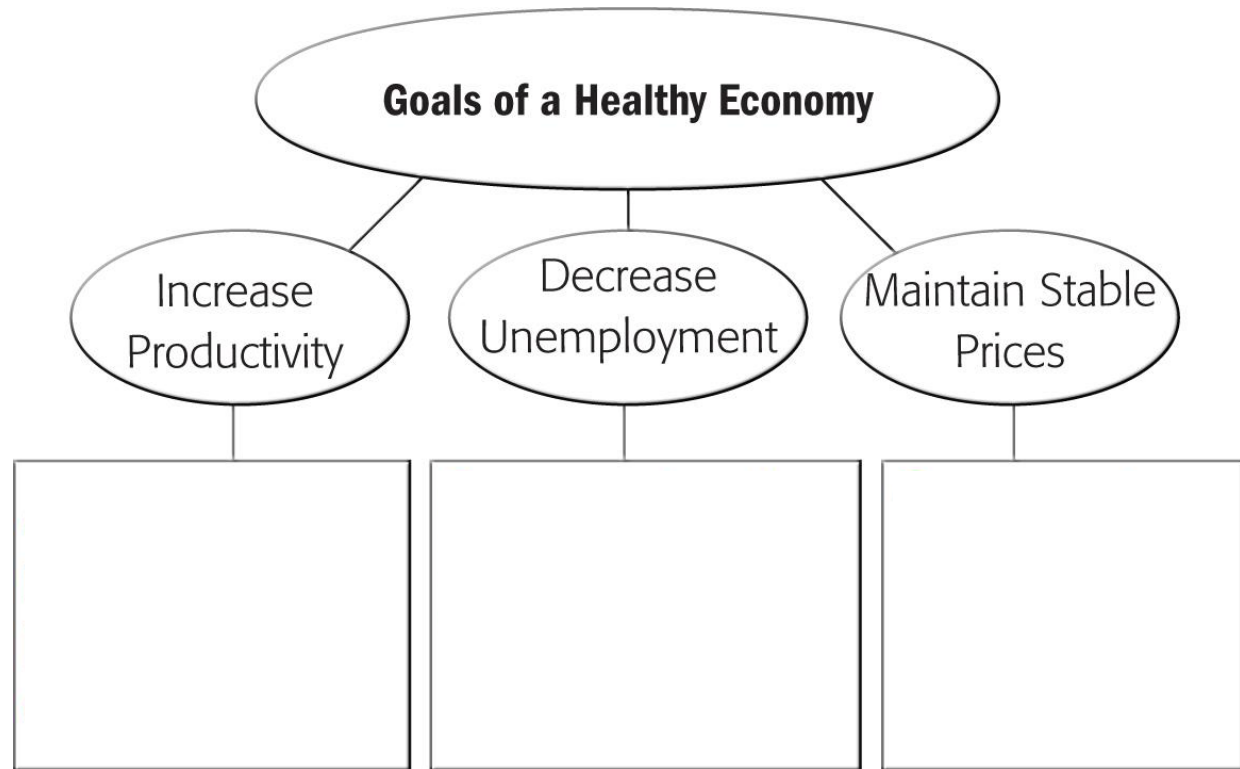 Goals of a Healthy Economy
Increase
Productivity
Decrease
Unemployment
Maintain Stable
Prices